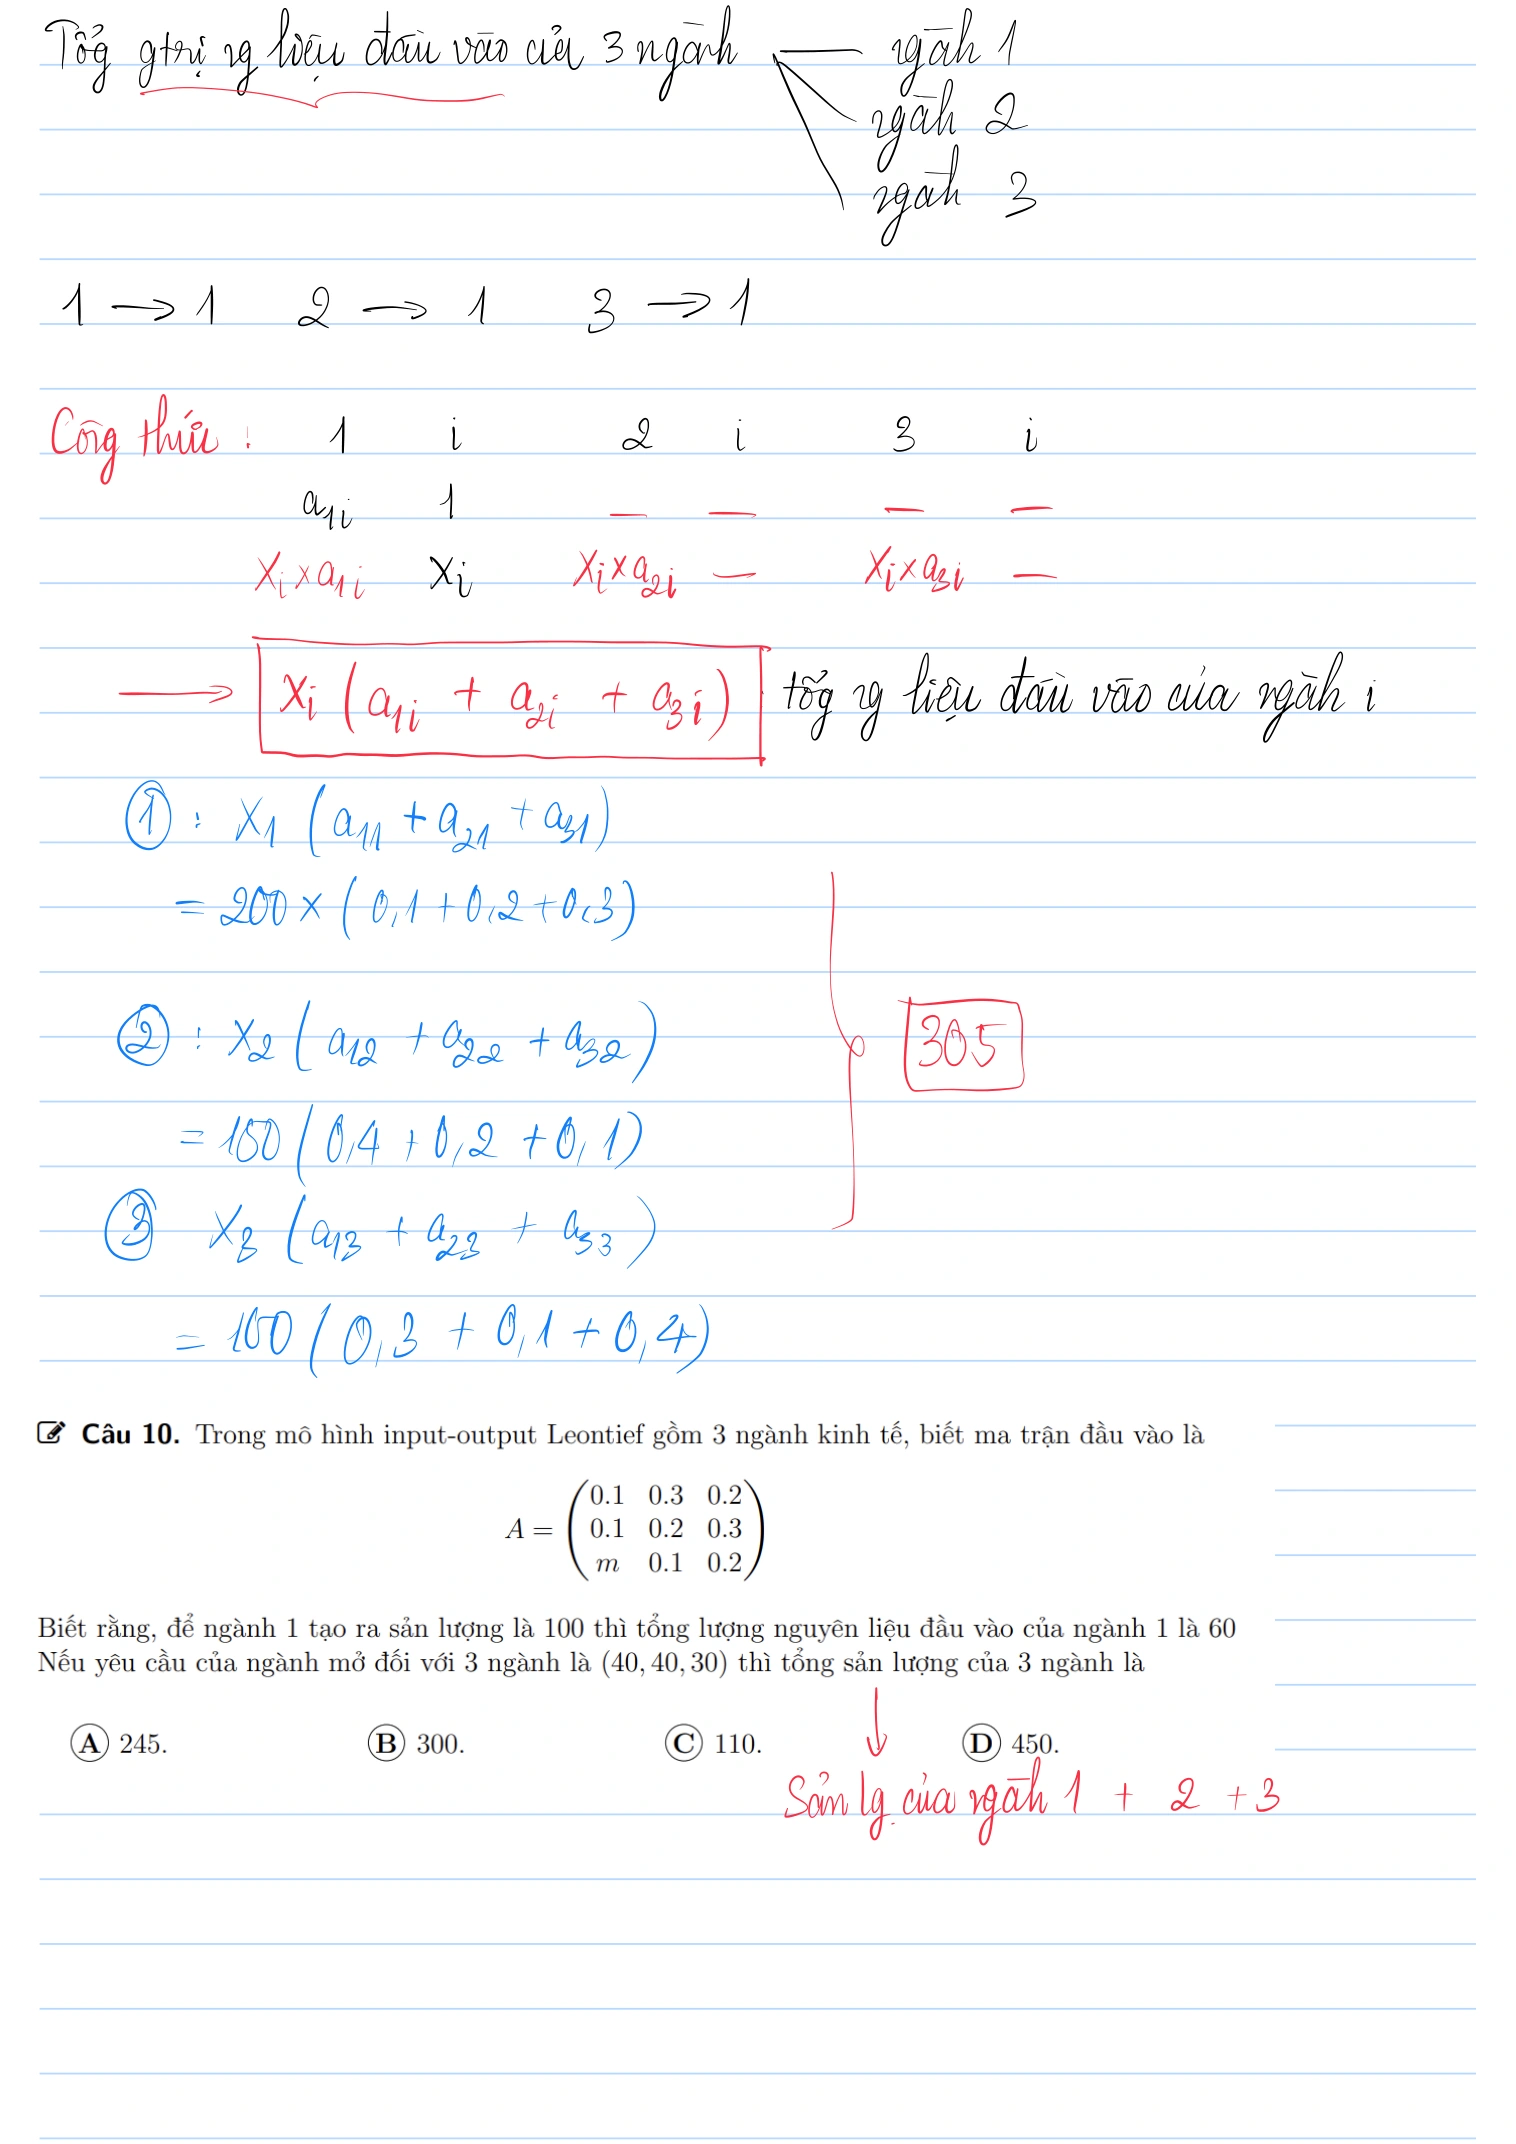 Tổg gtrị ng liệu đầu vào của 3 ngàh — ngàh 1
ngàh 2
ngàh 3
1 → 1 2 → 1 3 → 1
Côg thức : 1 i 2 i 3 i
a1i 1 — — — —
Xi × a1i Xi Xi × a2i — Xi × a3i —
→ Xi (a1i + a2i + a3i) tổg ng liệu đầu vào của ngàh i
① : X1 (a11 + a21 + a31)
= 200 × (0,1 + 0,2 + 0,3)
② : X2 (a12 + a22 + a32)
305
= 150 (0,4 + 0,2 + 0,1)
③ X3 (a13 + a23 + a33)
= 100 (0,3 + 0,1 + 0,4)
Câu 10. Trong mô hình input-output Leontief gồm 3 ngành kinh tế, biết ma trận đầu vào là
0.1 0.3 0.2
A = 0.1 0.2 0.3
m 0.1 0.2
Biết rằng, để ngành 1 tạo ra sản lượng là 100 thì tổng lượng nguyên liệu đầu vào của ngành 1 là 60
Nếu yêu cầu của ngành mở đối với 3 ngành là (40, 40, 30) thì tổng sản lượng của 3 ngành là
A 245. B 300. C 110. D 450.
Sản lg của ngàh 1 + 2 + 3